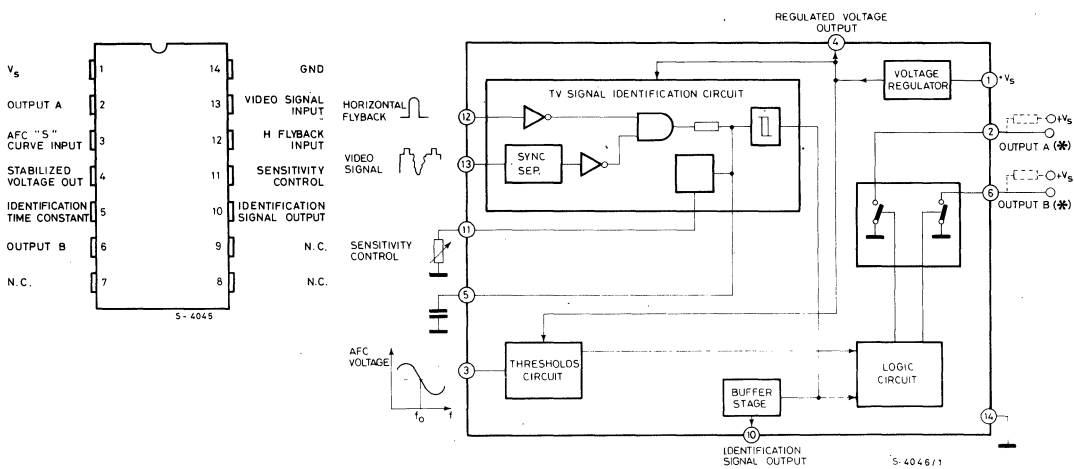 Vs
1
14
GND
OUTPUT A
2
13
VIDEO SIGNAL
INPUT
AFC "S"
CURVE INPUT
3
12
H FLYBACK
INPUT
STABILIZED
VOLTAGE OUT
4
11
SENSITIVITY
CONTROL
IDENTIFICATION
TIME CONSTANT
5
10
IDENTIFICATION
SIGNAL OUTPUT
OUTPUT B
6
9
N.C.
N.C.
7
8
N.C.
S-4045
REGULATED VOLTAGE
OUTPUT
4
VOLTAGE
REGULATOR
1
+Vs
TV SIGNAL IDENTIFICATION CIRCUIT
HORIZONTAL
FLYBACK
12
VIDEO
SIGNAL
13
SYNC
SEP.
+Vs
2
OUTPUT A (*)
+Vs
6
OUTPUT B (*)
11
SENSITIVITY
CONTROL
5
AFC
VOLTAGE
3
fo
f
THRESHOLDS
CIRCUIT
LOGIC
CIRCUIT
BUFFER
STAGE
14
10
IDENTIFICATION
SIGNAL OUTPUT
S-4046/1